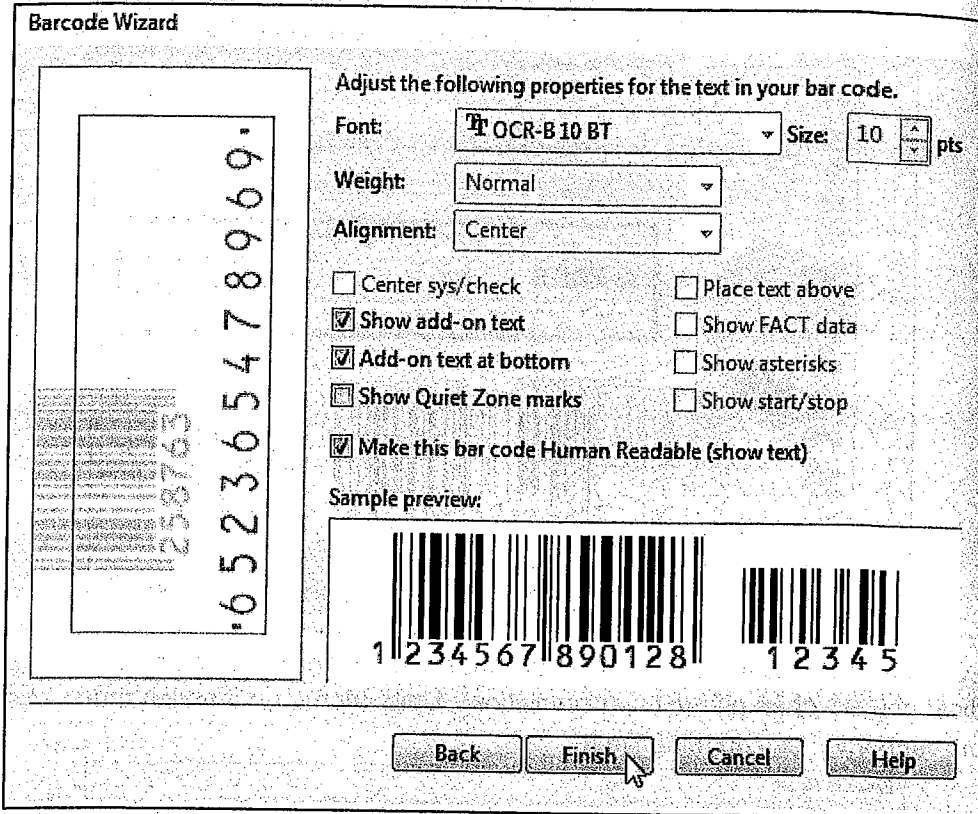 Barcode Wizard
Adjust the following properties for the text in your bar code.
Font: OCR-B 10 BT Size: 10 pts
Weight: Normal
Alignment: Center
Center sys/check Place text above
Show add-on text Show FACT data
Add-on text at bottom Show asterisks
Show Quiet Zone marks Show start/stop
Make this bar code Human Readable (show text)
Sample preview:
1 234567 890128 12345
258763
652365478969
Back Finish Cancel Help